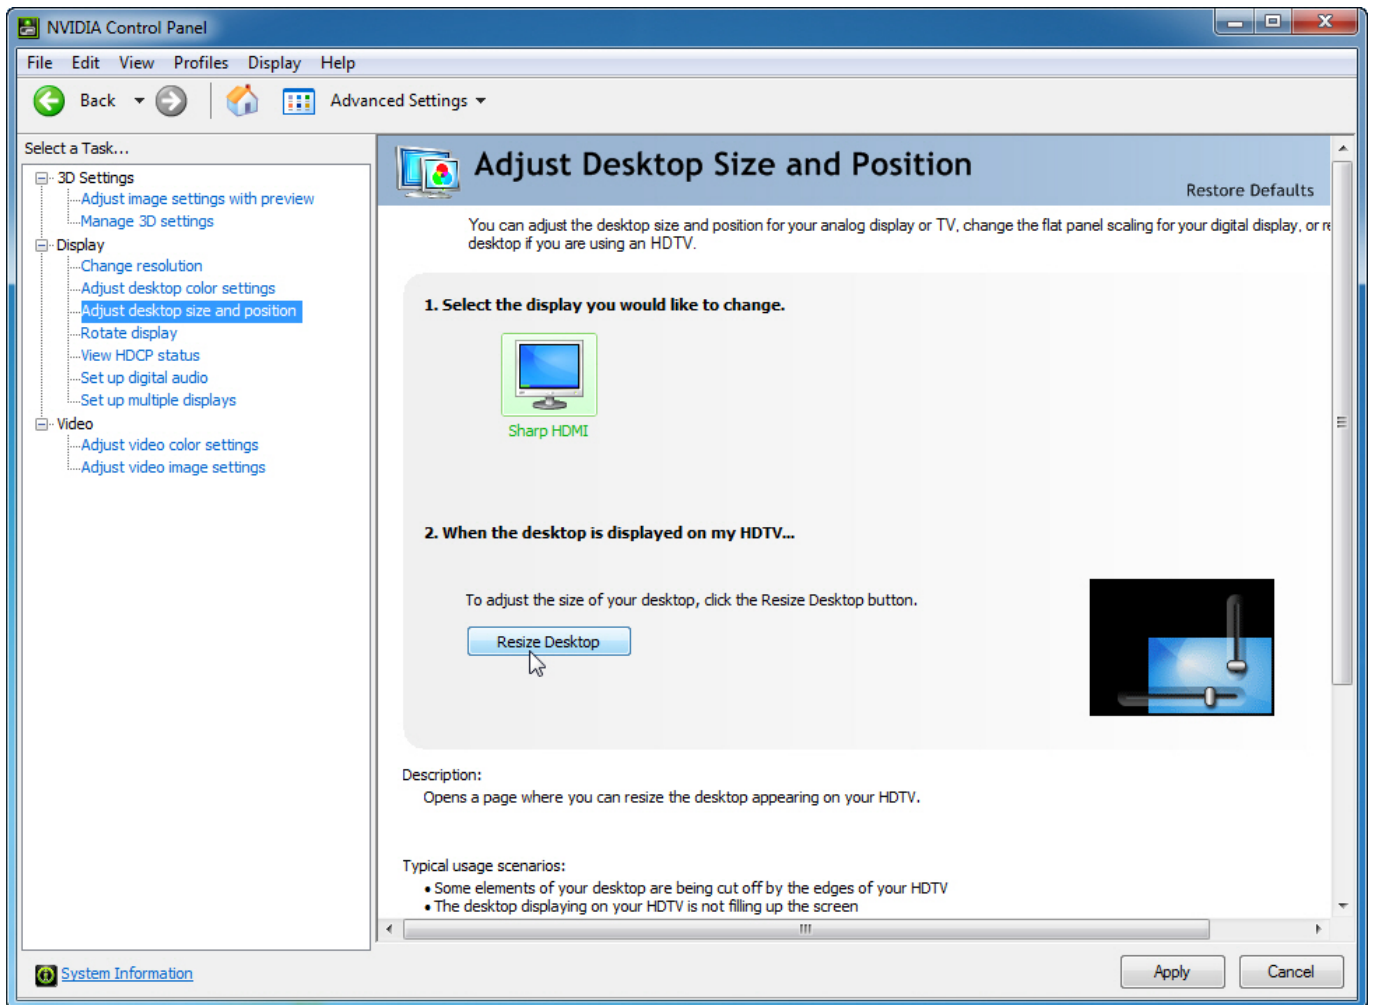 NVIDIA Control Panel
File Edit View Profiles Display Help
Back Advanced Settings
Select a Task...
3D Settings
Adjust image settings with preview
Manage 3D settings
Display
Change resolution
Adjust desktop color settings
Adjust desktop size and position
Rotate display
View HDCP status
Set up digital audio
Set up multiple displays
Video
Adjust video color settings
Adjust video image settings
System Information
Adjust Desktop Size and Position
Restore Defaults
You can adjust the desktop size and position for your analog display or TV, change the flat panel scaling for your digital display, or
desktop if you are using an HDTV.
1. Select the display you would like to change.
Sharp HDMI
2. When the desktop is displayed on my HDTV...
To adjust the size of your desktop, click the Resize Desktop button.
Resize Desktop
Description:
Opens a page where you can resize the desktop appearing on your HDTV.
Typical usage scenarios:
• Some elements of your desktop are being cut off by the edges of your HDTV
• The desktop displaying on your HDTV is not filling up the screen
Apply Cancel